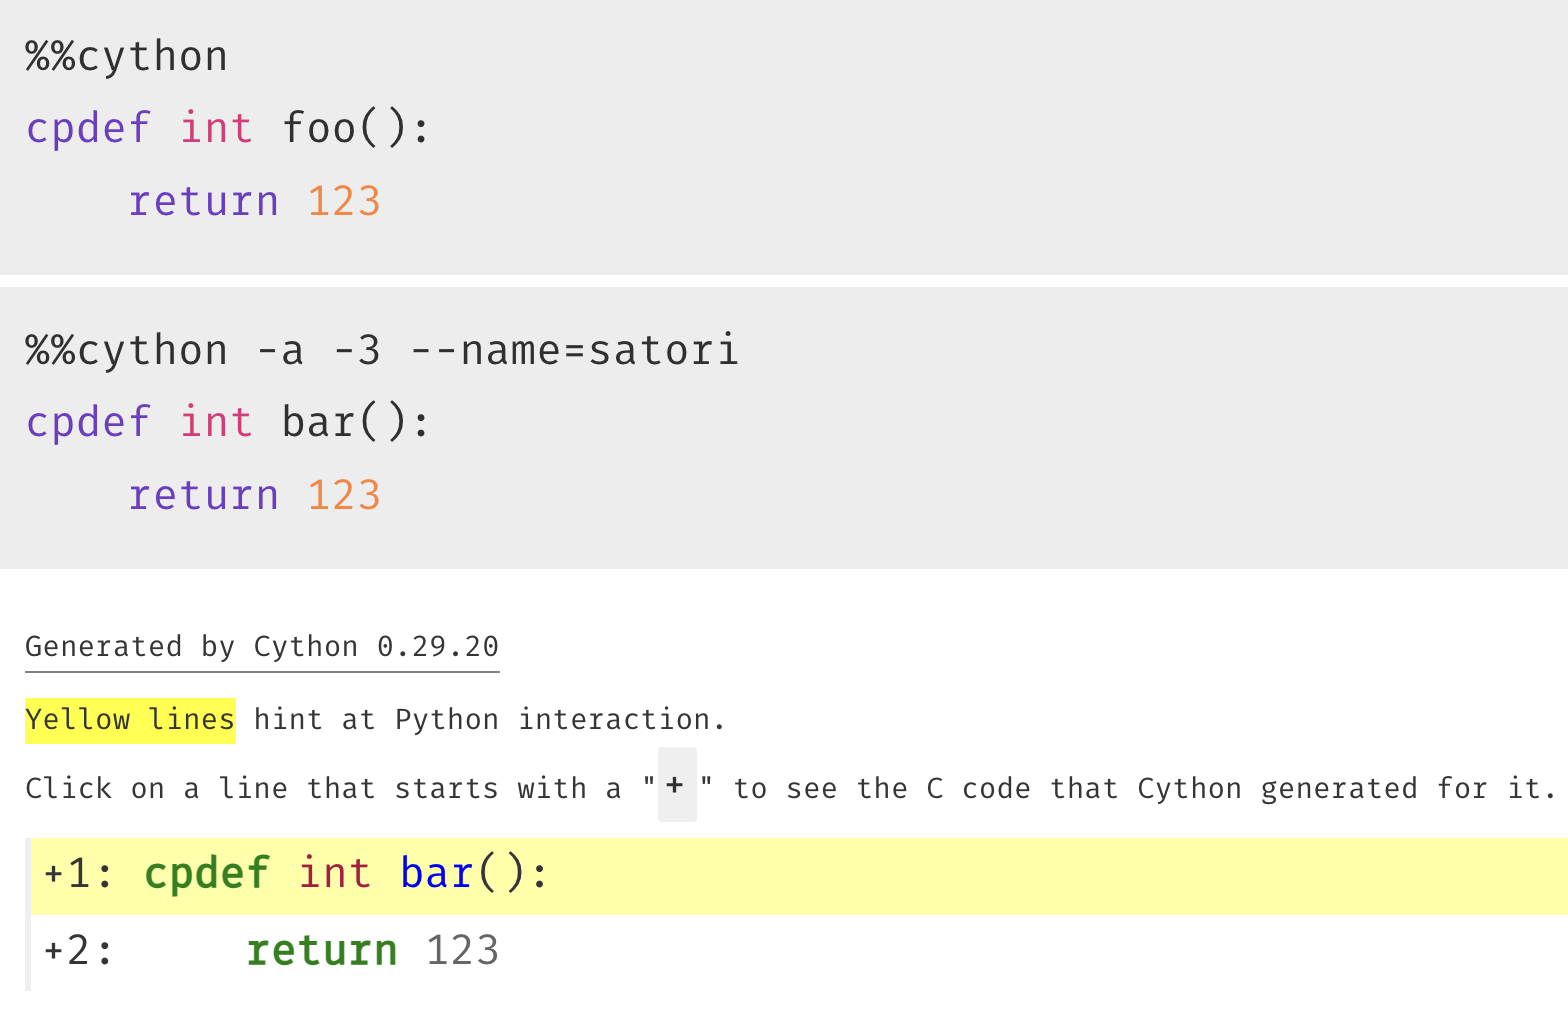 %%cython
cpdef int foo():
    return 123
%%cython -a -3 --name=satori
cpdef int bar():
    return 123
Generated by Cython 0.29.20
Yellow lines hint at Python interaction.
Click on a line that starts with a "+" to see the C code that Cython generated for it.
+1: cpdef int bar():
+2:     return 123